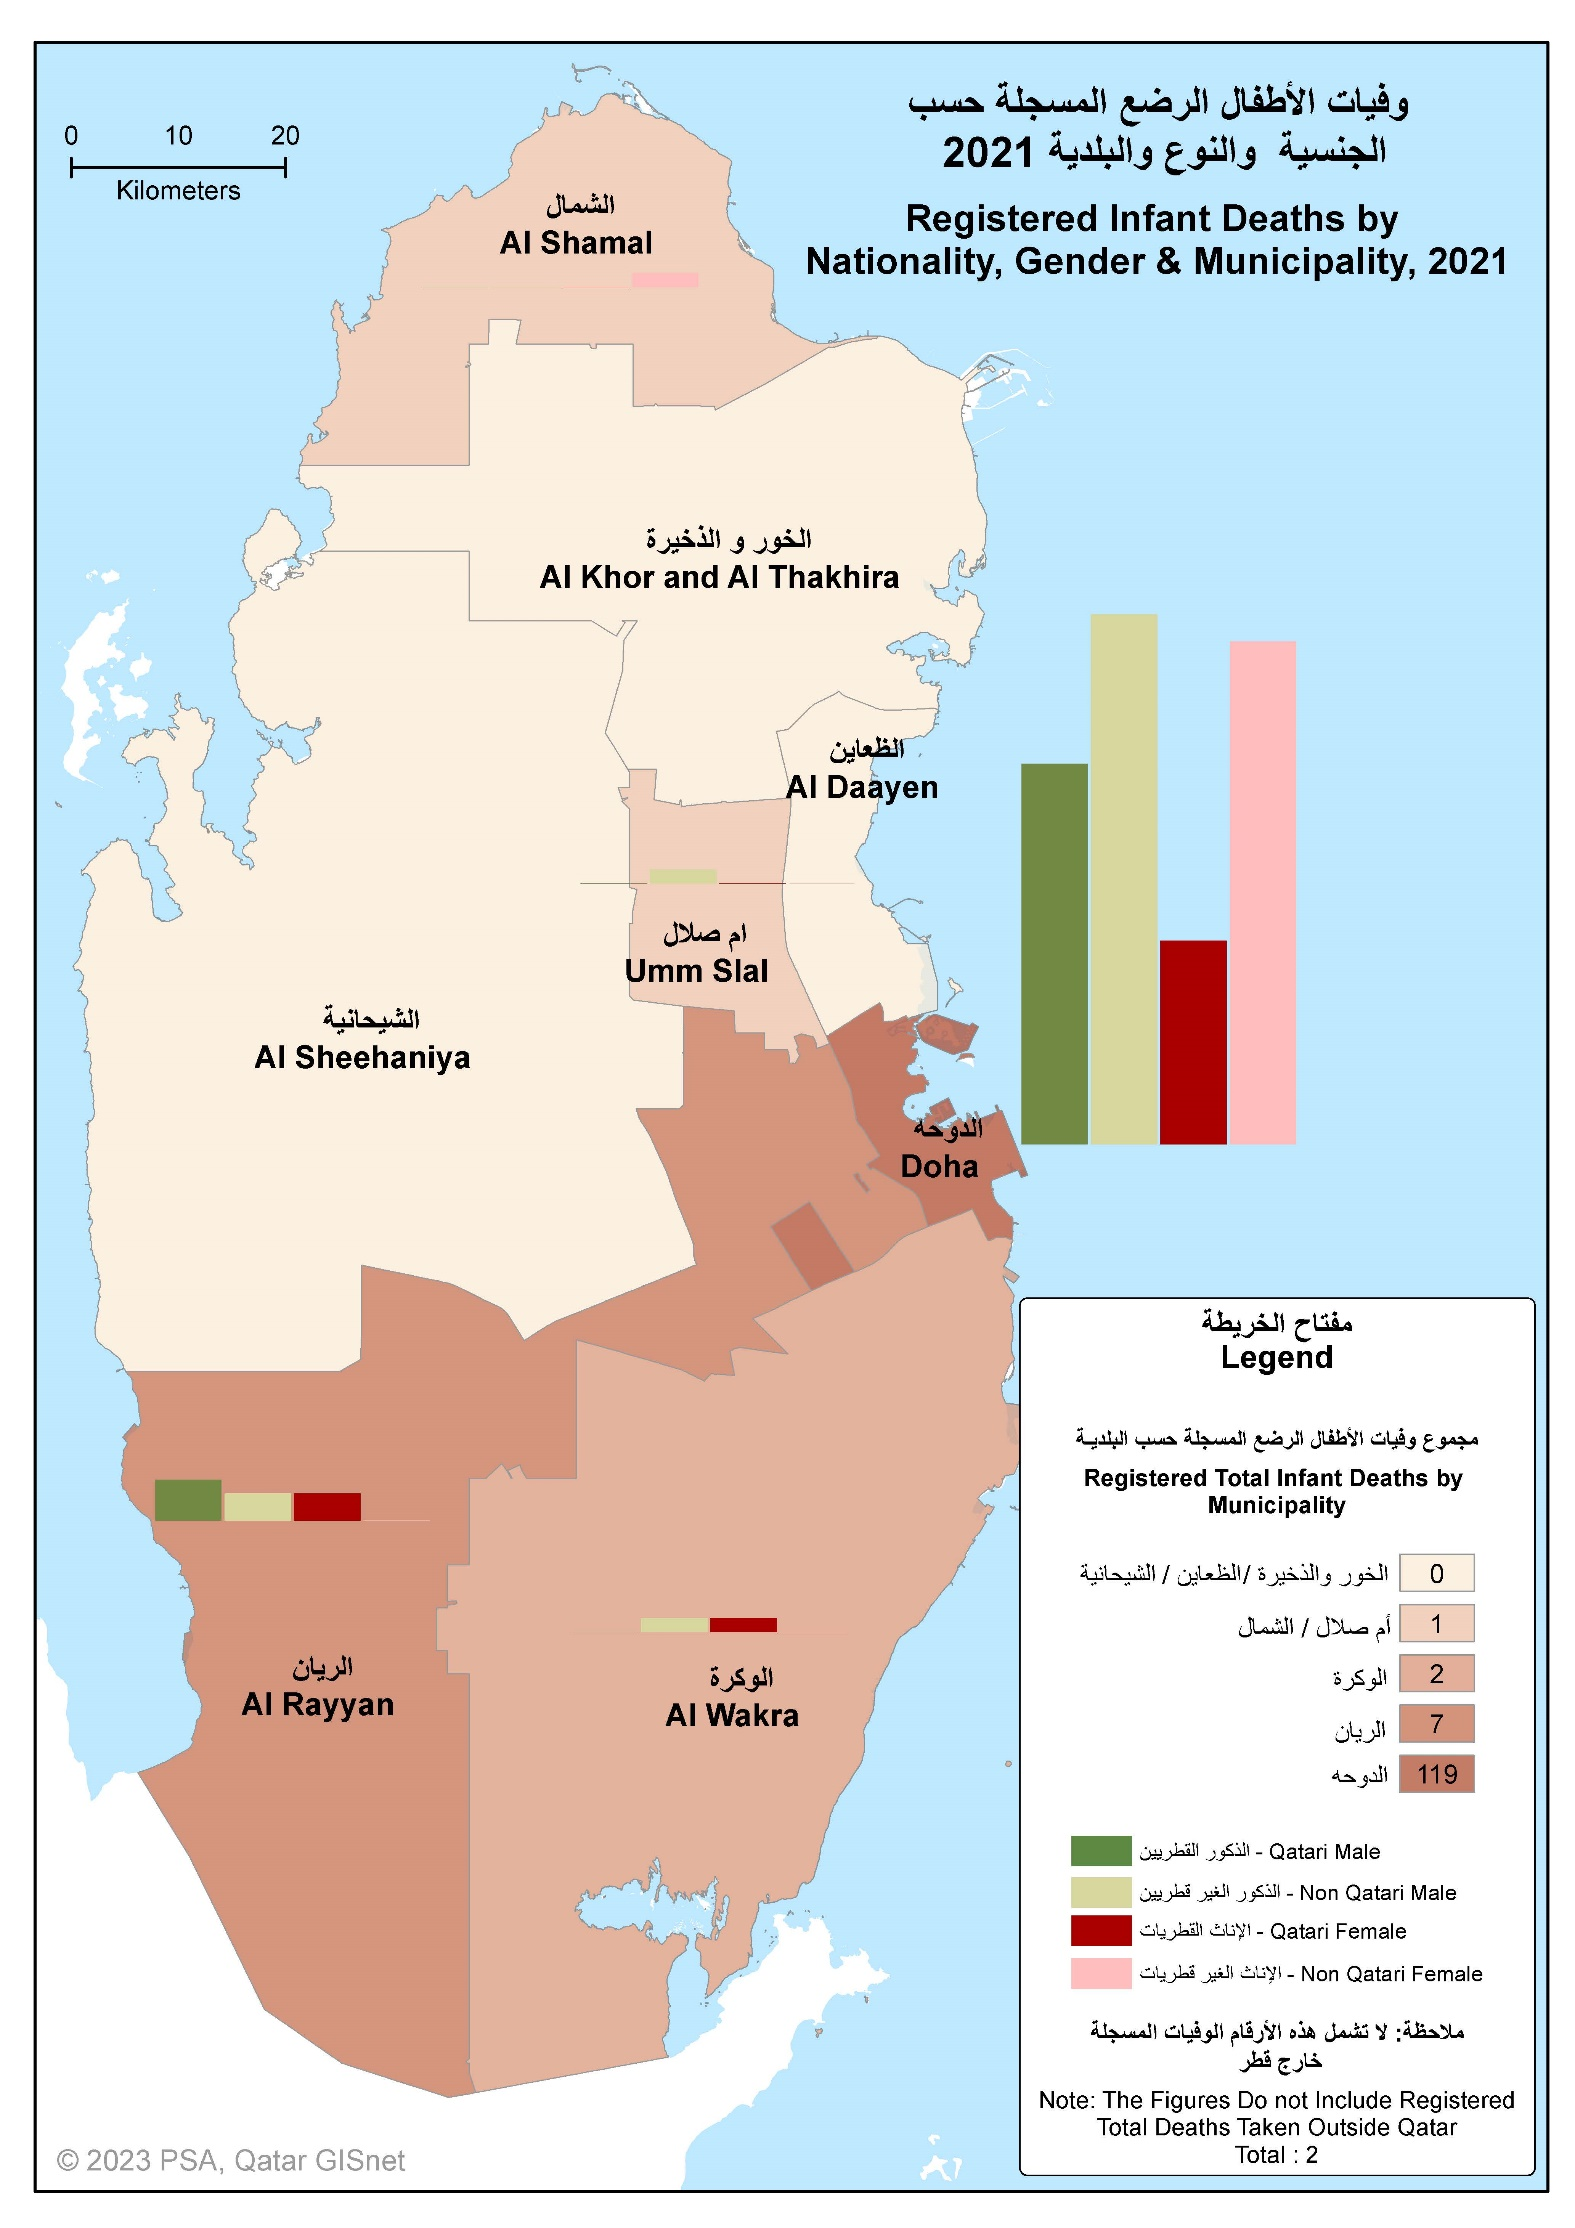 وفيات الأطفال الرضع المسجلة حسب
الجنسية والنوع والبلدية 2021
Registered Infant Deaths by
Nationality, Gender & Municipality, 2021
0 10 20
Kilometers
الشمال
Al Shamal
الخور و الذخيرة
Al Khor and Al Thakhira
الظعاين
Al Daayen
ام صلال
Umm Slal
الشيحانية
Al Sheehaniya
الدوحه
Doha
الريان
Al Rayyan
الوكرة
Al Wakra
مفتاح الخريطة
Legend
مجموع وفيات الأطفال الرضع المسجلة حسب البلدية
Registered Total Infant Deaths by
Municipality
الخور والذخيرة /الظعاين / الشيحانية 0
أم صلال / الشمال 1
الوكرة 2
الريان 7
الدوحه 119
الذكور القطريين - Qatari Male
الذكور الغير قطريين - Non Qatari Male
الإناث القطريات - Qatari Female
الإناث الغير قطريات - Non Qatari Female
ملاحظة: لا تشمل هذه الأرقام الوفيات المسجلة
خارج قطر
Note: The Figures Do not Include Registered
Total Deaths Taken Outside Qatar
Total : 2
© 2023 PSA, Qatar GISnet